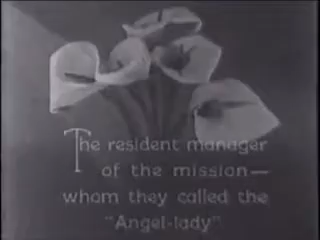 The resident manager
of the mission—
whom they called the
"Angel-lady"